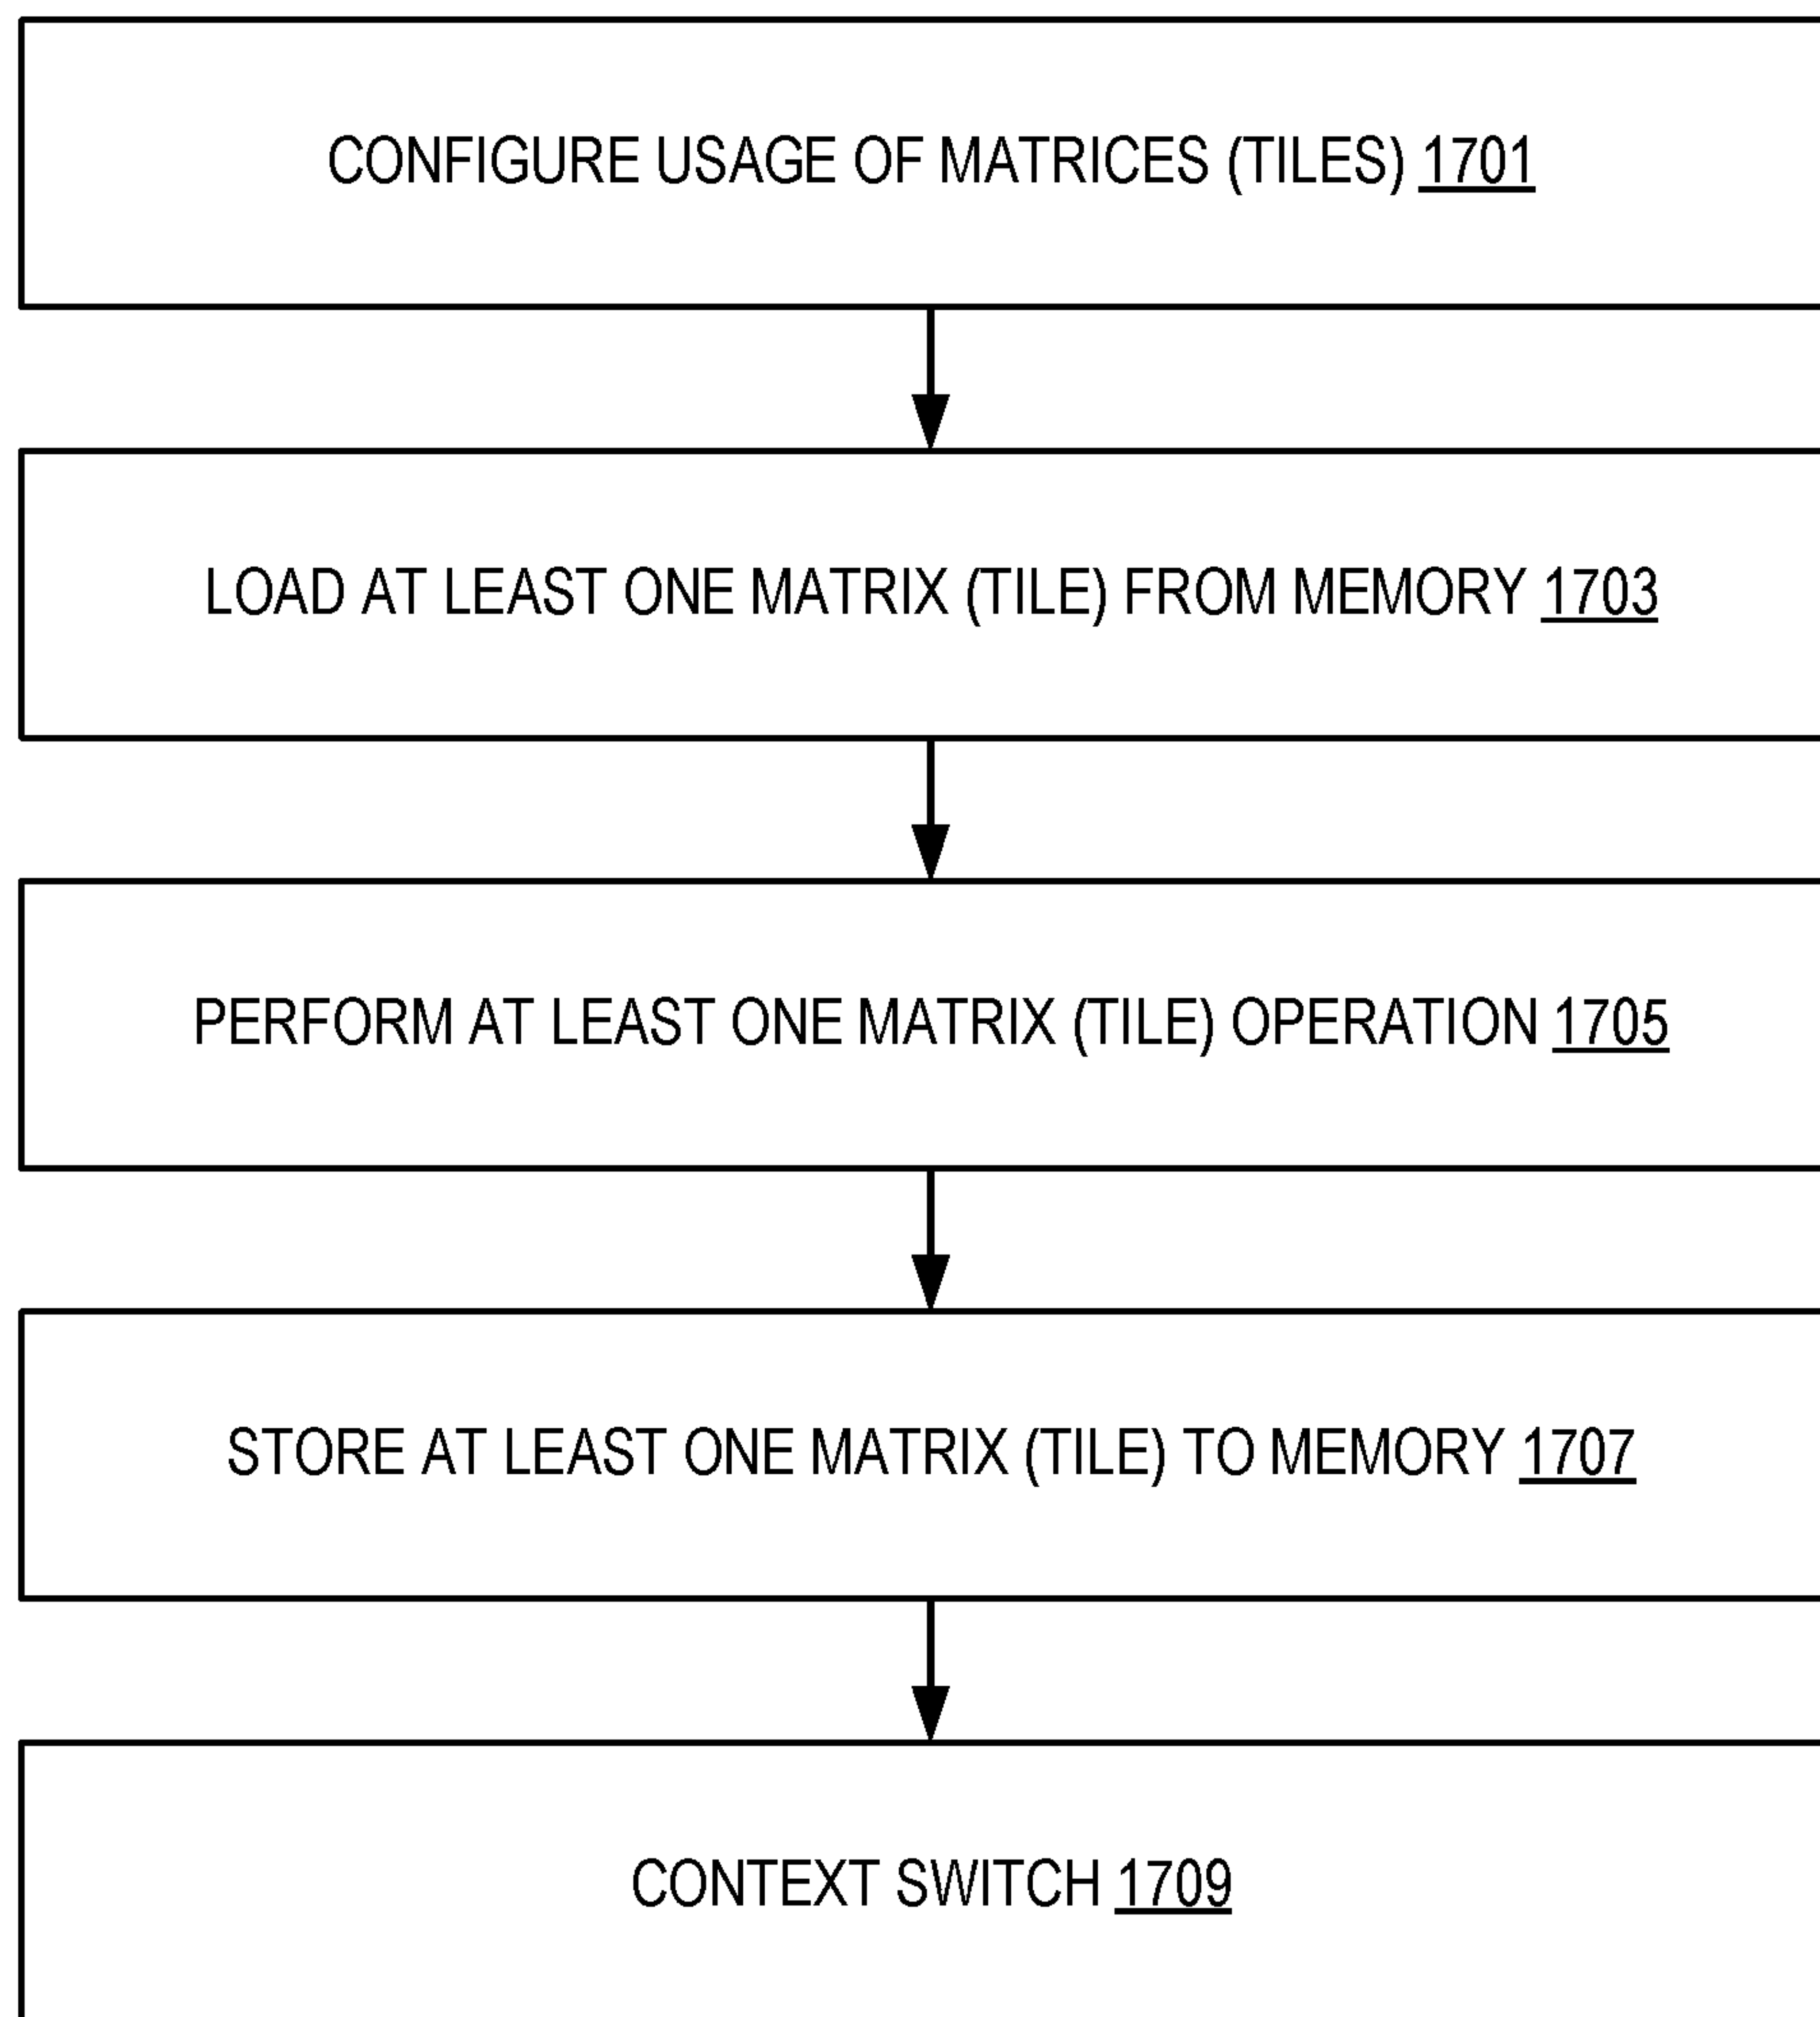 CONFIGURE USAGE OF MATRICES (TILES) 1701
LOAD AT LEAST ONE MATRIX (TILE) FROM MEMORY 1703
PERFORM AT LEAST ONE MATRIX (TILE) OPERATION 1705
STORE AT LEAST ONE MATRIX (TILE) TO MEMORY 1707
CONTEXT SWITCH 1709